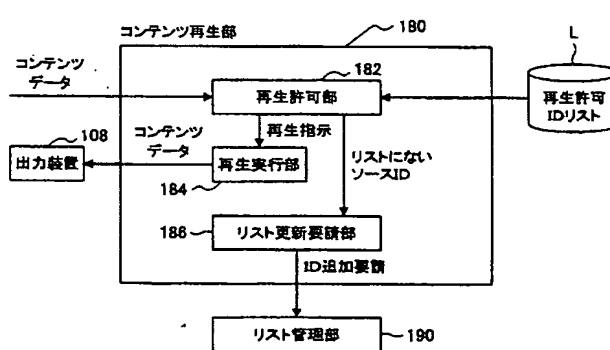 コンテンツ再生部
180
L
コンテンツ
データ
182
再生許可部
再生許可
IDリスト
108
出力装置
コンテンツ
データ
再生指示
再生実行部
184
リストにない
ソースID
186
リスト更新要請部
ID追加要請
リスト管理部
190